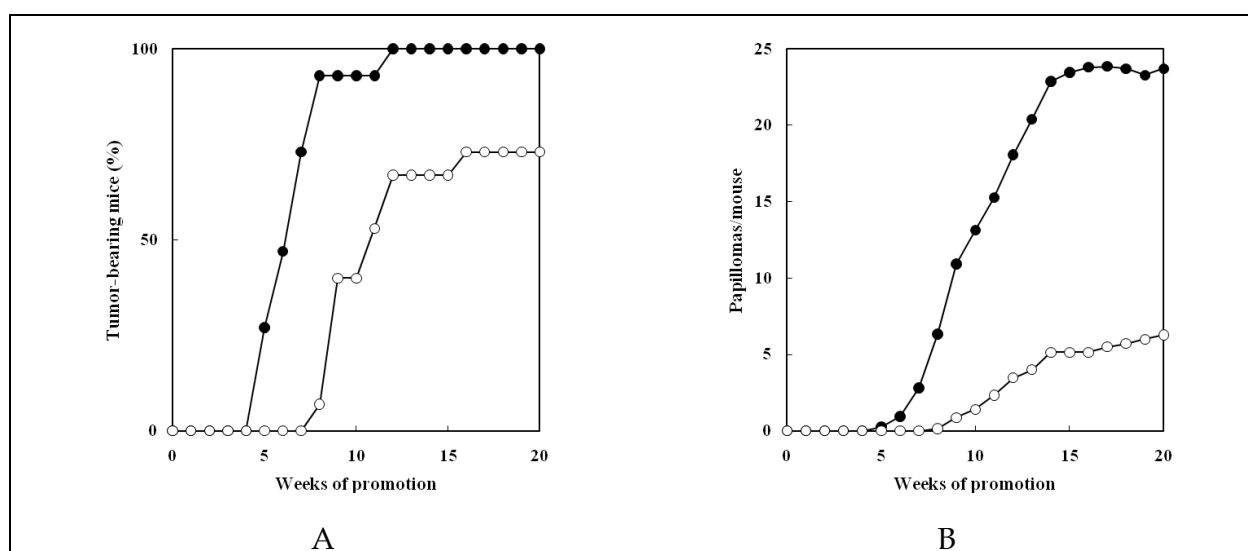 100
50
0
Tumor-bearing mice (%)
0 5 10 15 20
Weeks of promotion
A
25
20
15
10
5
0
Papillomas/mouse
0 5 10 15 20
Weeks of promotion
B